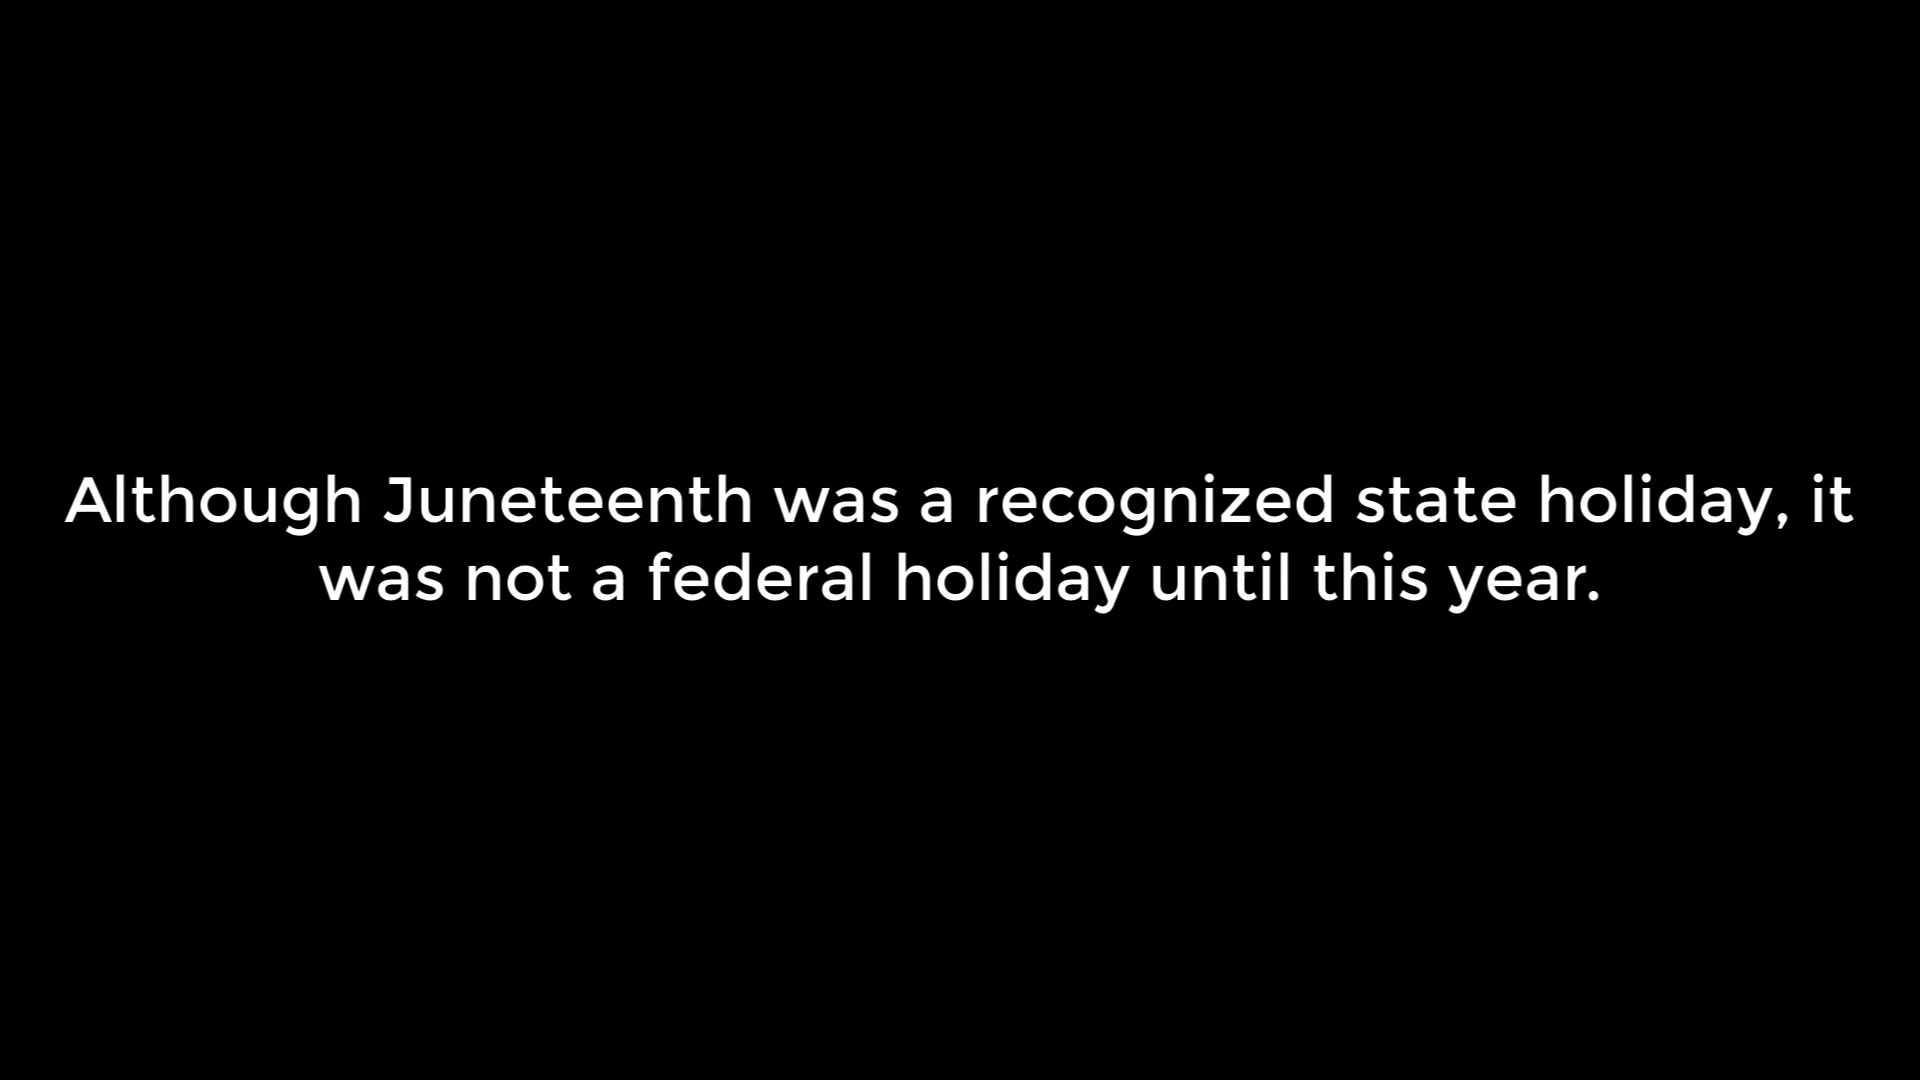 Although Juneteenth was a recognized state holiday, it
was not a federal holiday until this year.